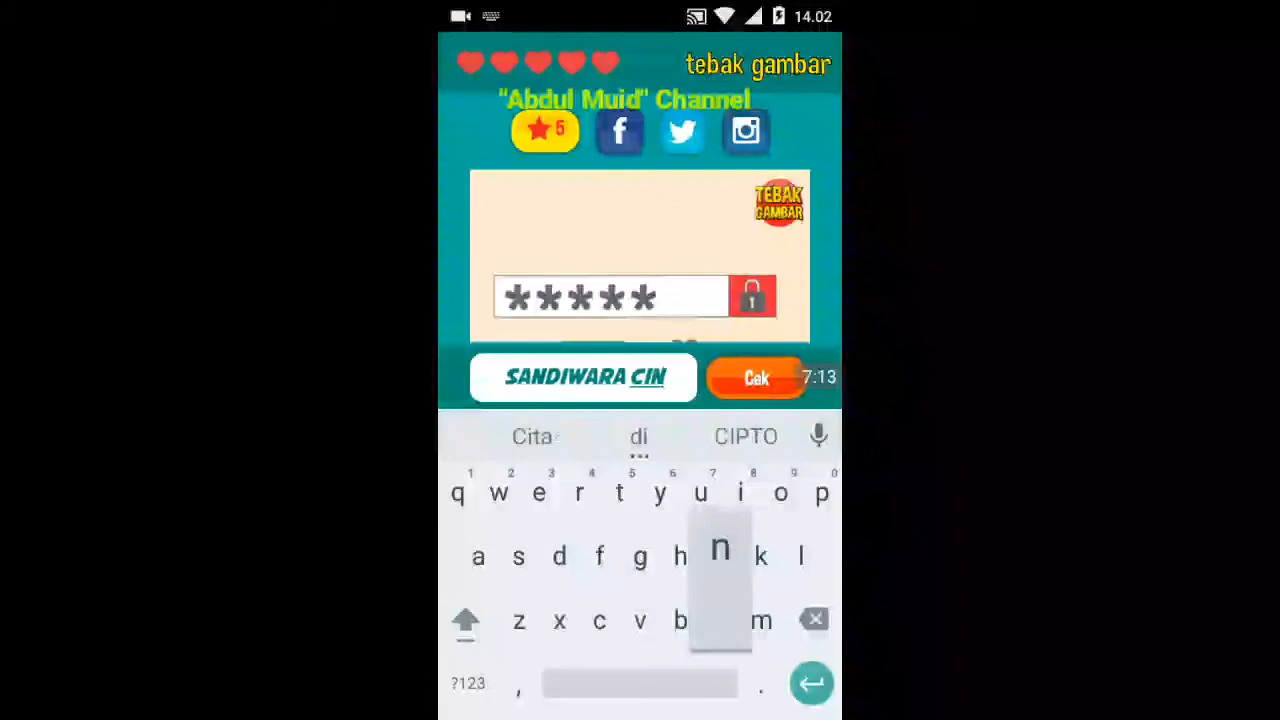 14.02
tebak gambar
"Abdul Muid" Channel
5
TEBAK
GAMBAR
*****
1
SANDIWARA CIN
Cek
7:13
Cita di CIPTO
1 2 3 4 5 6 7 8 9 0
q w e r t y u i o p
a s d f g h n k l
z x c v b m
?123 , .